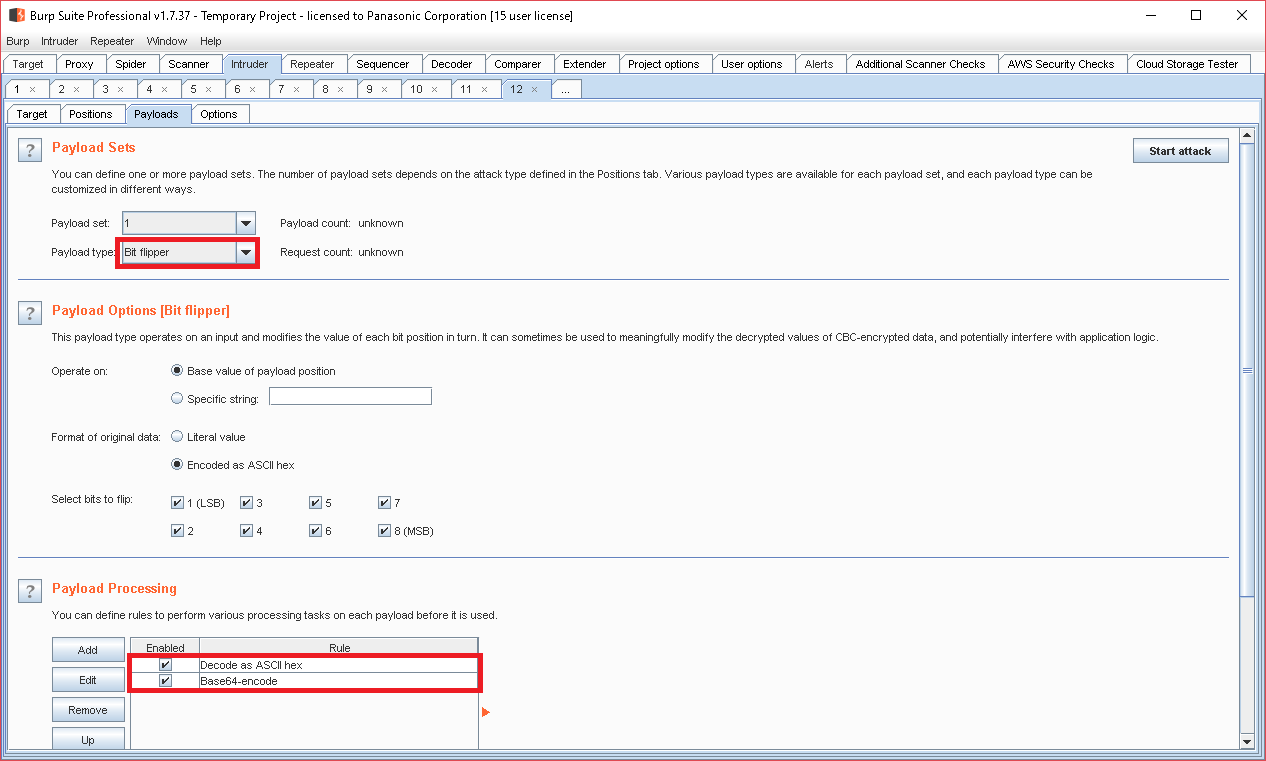 Burp Suite Professional v1.7.37 - Temporary Project - licensed to Panasonic Corporation [15 user license]
Burp Intruder Repeater Window Help
Target Proxy Spider Scanner Intruder Repeater Sequencer Decoder Comparer Extender Project options User options Alerts Additional Scanner Checks AWS Security Checks Cloud Storage Tester
1 × 2 × 3 × 4 × 5 × 6 × 7 × 8 × 9 × 10 × 11 × 12 × ...
Target Positions Payloads Options
? Payload Sets Start attack
You can define one or more payload sets. The number of payload sets depends on the attack type defined in the Positions tab. Various payload types are available for each payload set, and each payload type can be
customized in different ways.
Payload set: 1 Payload count: unknown
Payload type: Bit flipper Request count: unknown
? Payload Options [Bit flipper]
This payload type operates on an input and modifies the value of each bit position in turn. It can sometimes be used to meaningfully modify the decrypted values of CBC-encrypted data, and potentially interfere with application logic.
Operate on: Base value of payload position
Specific string:
Format of original data: Literal value
Encoded as ASCII hex
Select bits to flip: 1 (LSB) 3 5 7
2 4 6 8 (MSB)
? Payload Processing
You can define rules to perform various processing tasks on each payload before it is used.
Add Enabled Rule
Decode as ASCII hex
Edit Base64-encode
Remove
Up